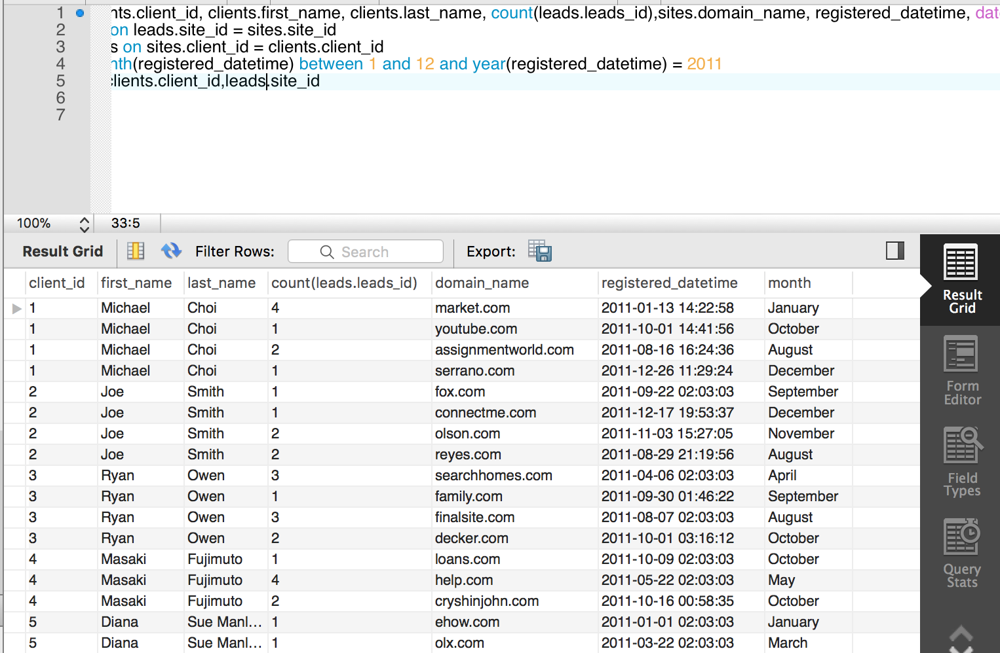 1 nts.client_id, clients.first_name, clients.last_name, count(leads.leads_id),sites.domain_name, registered_datetime, dat
2 on leads.site_id = sites.site_id
3 s on sites.client_id = clients.client_id
4 nth(registered_datetime) between 1 and 12 and year(registered_datetime) = 2011
5 clients.client_id,leads.site_id
6
7
100% 33:5
Result Grid Filter Rows: Search Export:
client_id first_name last_name count(leads.leads_id) domain_name registered_datetime month
1 Michael Choi 4 market.com 2011-01-13 14:22:58 January
1 Michael Choi 1 youtube.com 2011-10-01 14:41:56 October
1 Michael Choi 2 assignmentworld.com 2011-08-16 16:24:36 August
1 Michael Choi 1 serrano.com 2011-12-26 11:29:24 December
2 Joe Smith 1 fox.com 2011-09-22 02:03:03 September
2 Joe Smith 1 connectme.com 2011-12-17 19:53:37 December
2 Joe Smith 2 olson.com 2011-11-03 15:27:05 November
2 Joe Smith 2 reyes.com 2011-08-29 21:19:56 August
3 Ryan Owen 3 searchhomes.com 2011-04-06 02:03:03 April
3 Ryan Owen 1 family.com 2011-09-30 01:46:22 September
3 Ryan Owen 3 finalsite.com 2011-08-07 02:03:03 August
3 Ryan Owen 2 decker.com 2011-10-01 03:16:12 October
4 Masaki Fujimuto 1 loans.com 2011-10-09 02:03:03 October
4 Masaki Fujimuto 4 help.com 2011-05-22 02:03:03 May
4 Masaki Fujimuto 2 cryshinjohn.com 2011-10-16 00:58:35 October
5 Diana Sue Manl... 1 ehow.com 2011-01-01 02:03:03 January
5 Diana Sue Manl... 1 olx.com 2011-03-22 02:03:03 March
Result
Grid
Form
Editor
Field
Types
Query
Stats